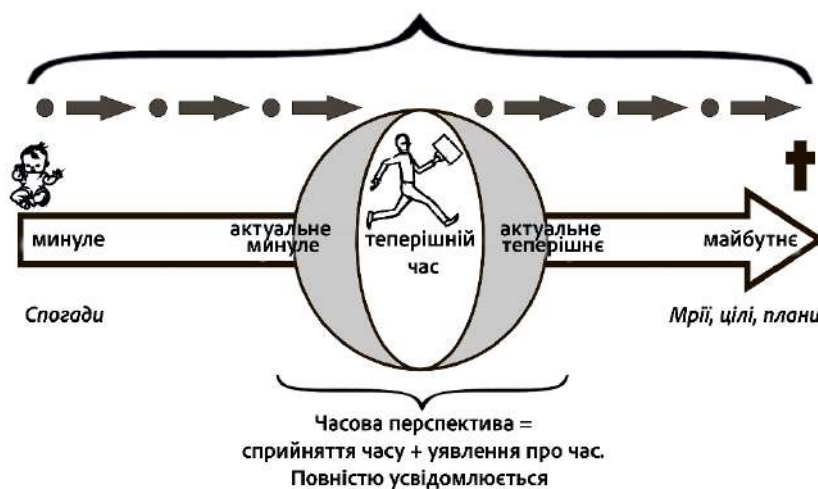 минуле
актуальне
минуле
теперішній
час
актуальне
теперішнє
майбутнє
Спогади
Мрії, цілі, плани
Часова перспектива =
сприйняття часу + уявлення про час.
Повністю усвідомлюється